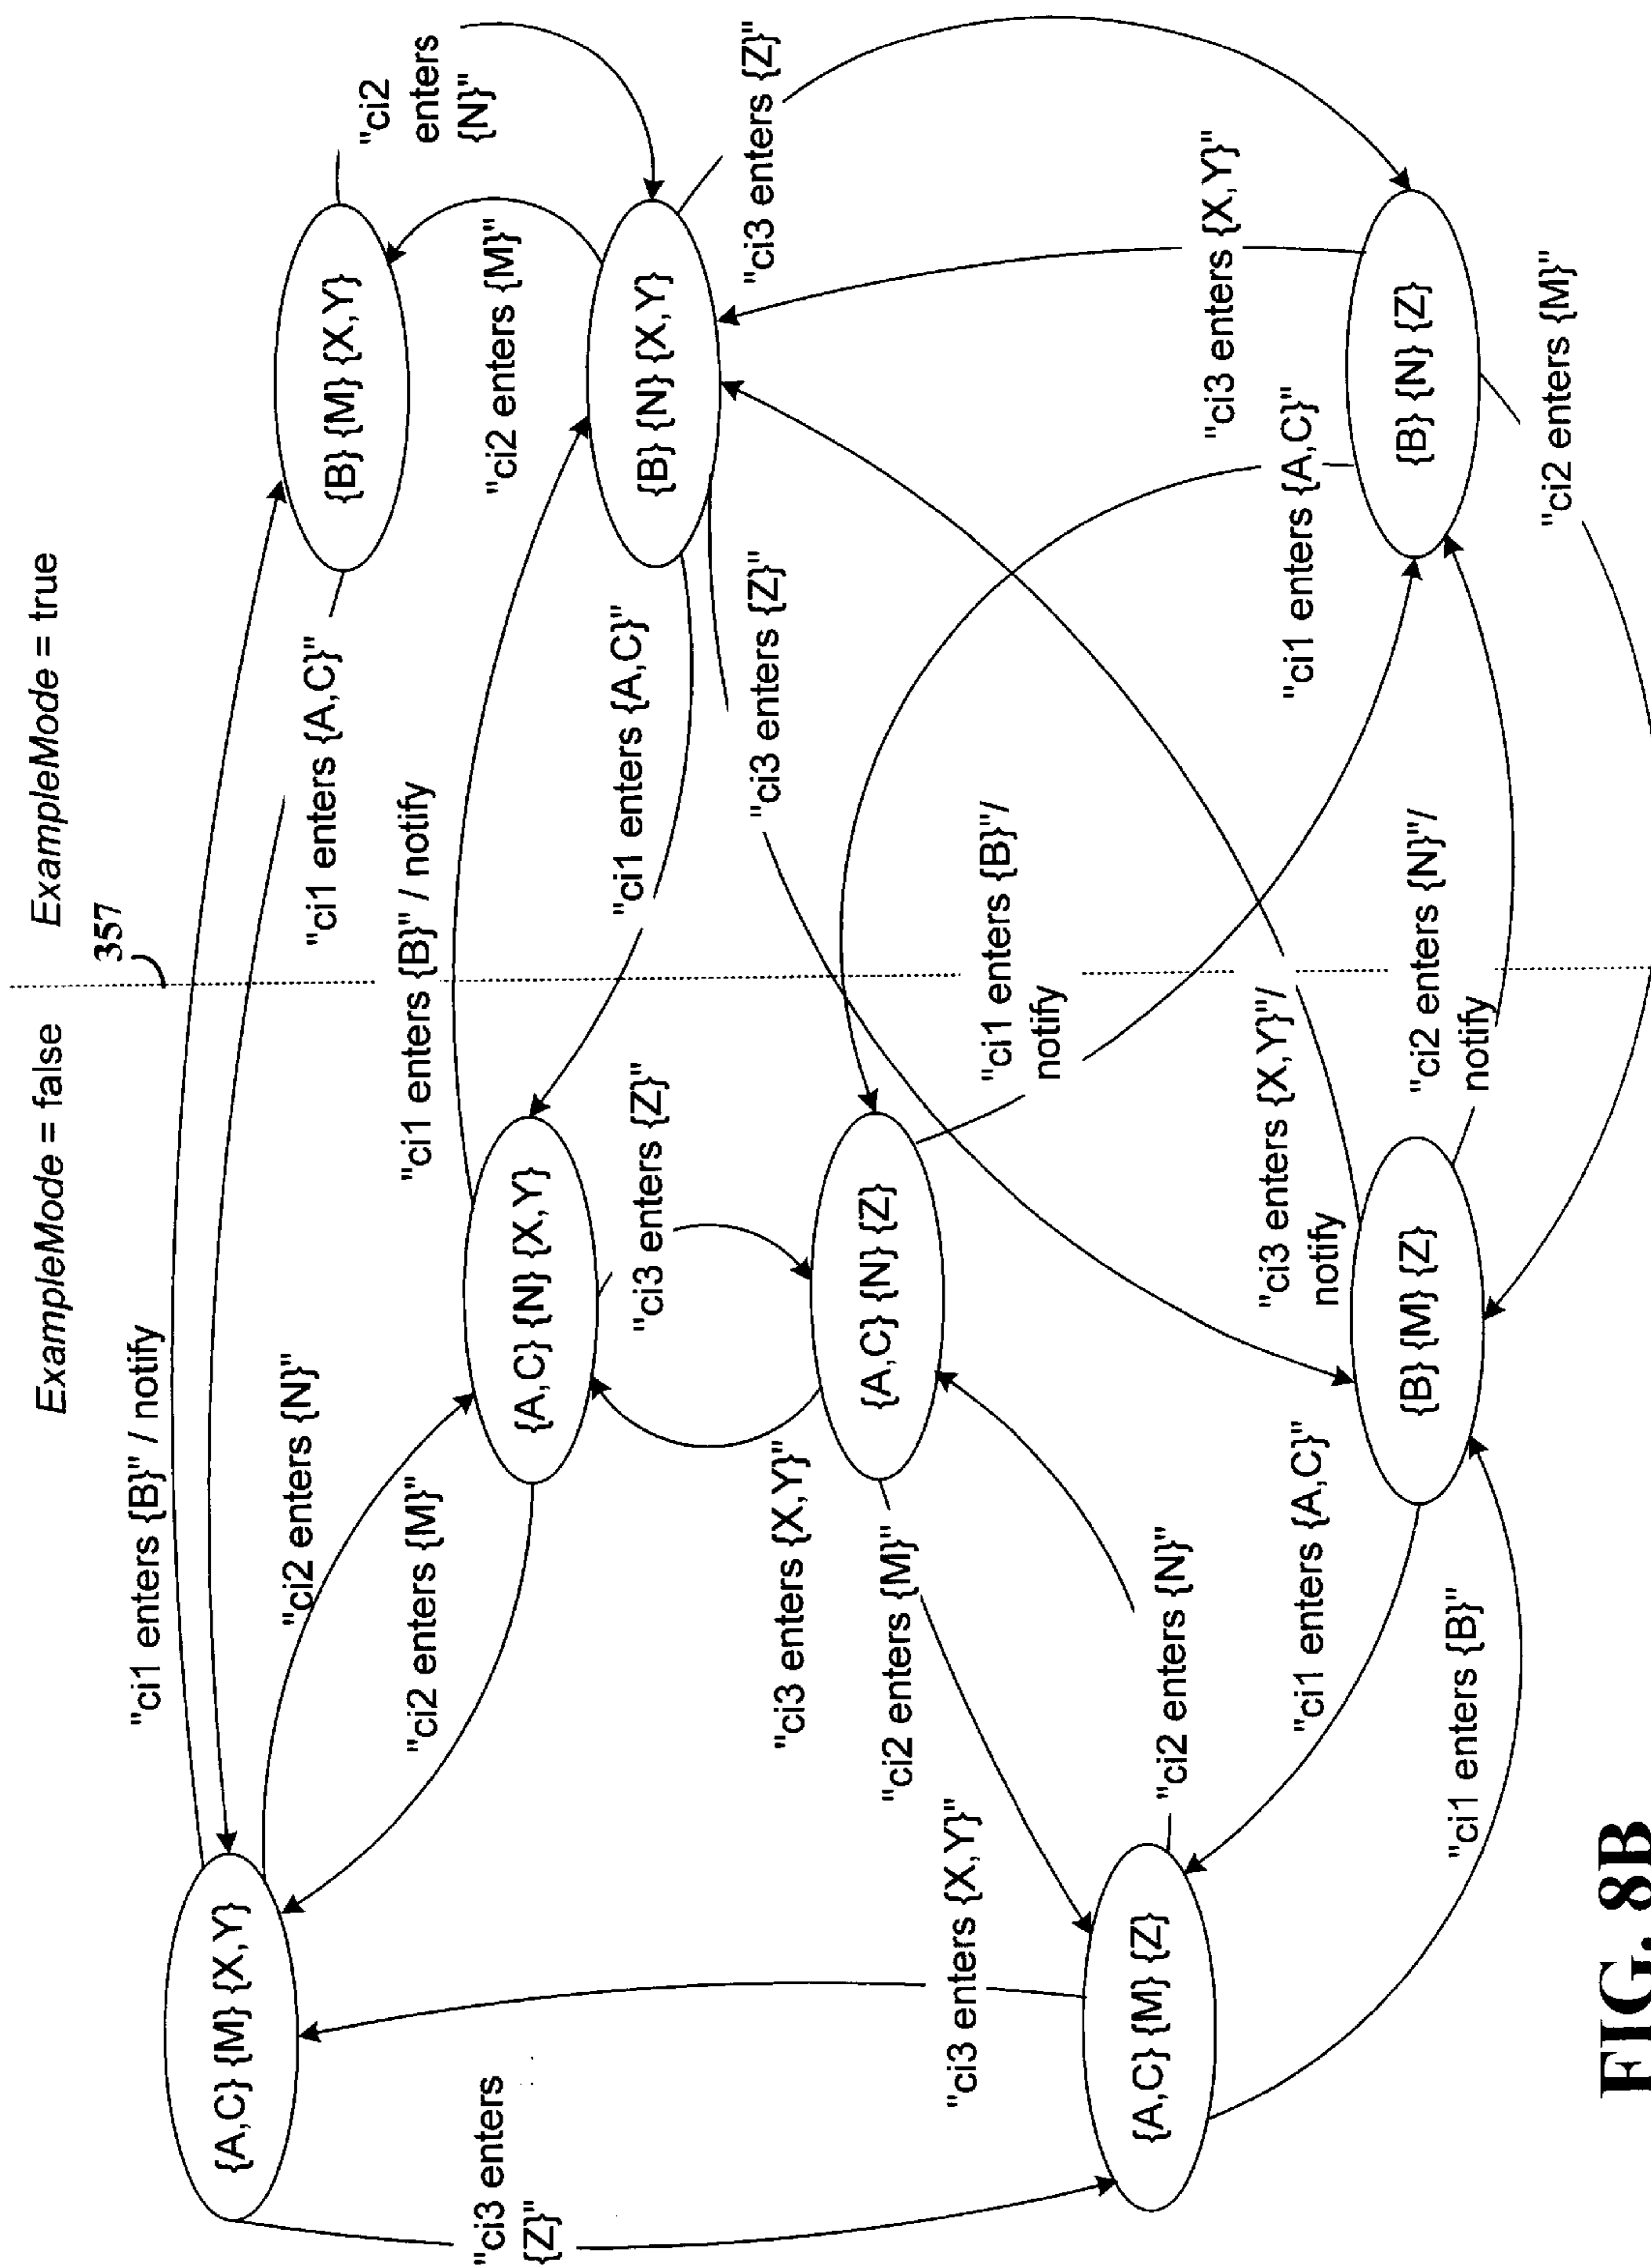 ExampleMode = false
ExampleMode = true
357
"ci1 enters {B}" / notify
"ci1 enters {A,C}"
{A,C} {M} {X,Y}
{B} {M} {X,Y}
"ci2
enters
{N}"
"ci2 enters {N}"
"ci1 enters {B}" / notify
"ci2 enters {M}"
"ci2 enters {M}"
{A,C} {N} {X,Y}
"ci1 enters {A,C}"
{B} {N} {X,Y}
"ci3 enters
{Z}"
"ci3 enters {Z}"
"ci3 enters {Z}"
"ci3 enters {Z}"
"ci3 enters {X,Y}"
{A,C} {N} {Z}
"ci2 enters {M}"
"ci1 enters {B}"/
notify
"ci3 enters {X,Y}"
"ci3 enters {X,Y}"
"ci1 enters {A,C}"
"ci3 enters {X,Y}"/
notify
{A,C} {M} {Z}
"ci2 enters {N}"
"ci1 enters {A,C}"
{B} {M} {Z}
"ci2 enters {N}"/
notify
{B} {N} {Z}
"ci1 enters {B}"
"ci2 enters {M}"
FIG. 8B